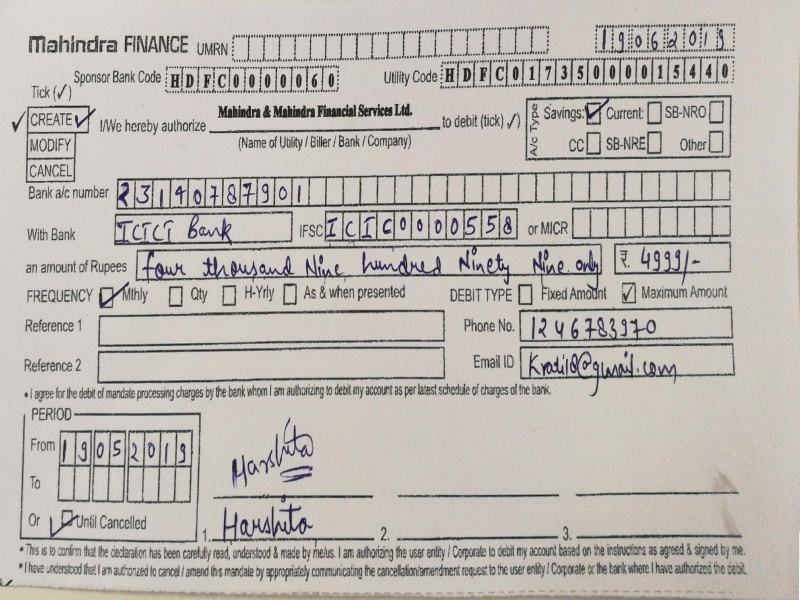 Mahindra FINANCE UMRN 19062019
Sponsor Bank Code HDFC0000060 Utility Code HDFC01735000015440
Tick (✓)
CREATE ✓ I/We hereby authorize Mahindra & Mahindra Financial Services Ltd. to debit (tick ✓) A/c Type Savings: ✓ Current: SB-NRO
MODIFY (Name of Utility / Biller / Bank / Company) CC SB-NRE Other
CANCEL
Bank a/c number 23140787901
With Bank ICICI Bank IFSC ICIC0000558 or MICR
an amount of Rupees four thousand Nine hundred Ninety Nine only ₹. 4999/-
FREQUENCY ✓ Mthly Qty H-Yrly As & when presented DEBIT TYPE Fixed Amount ✓ Maximum Amount
Reference 1 Phone No. 1246783970
Reference 2 Email ID Krati18@gmail.com
• I agree for the debit of mandate processing charges by the bank whom I am authorizing to debit my account as per latest schedule of charges of the bank.
PERIOD
From 19052019
To
Harshita
Or ✓ Until Cancelled 1. Harshita 2. 3.
• This is to confirm that the declaration has been carefully read, understood & made by me/us. I am authorizing the user entity / Corporate to debit my account based on the instructions as agreed & signed by me.
• I have understood that I am authorized to cancel / amend this mandate by appropriately communicating the cancellation/amendment request to the user entity / Corporate or the bank where I have authorized the debit.